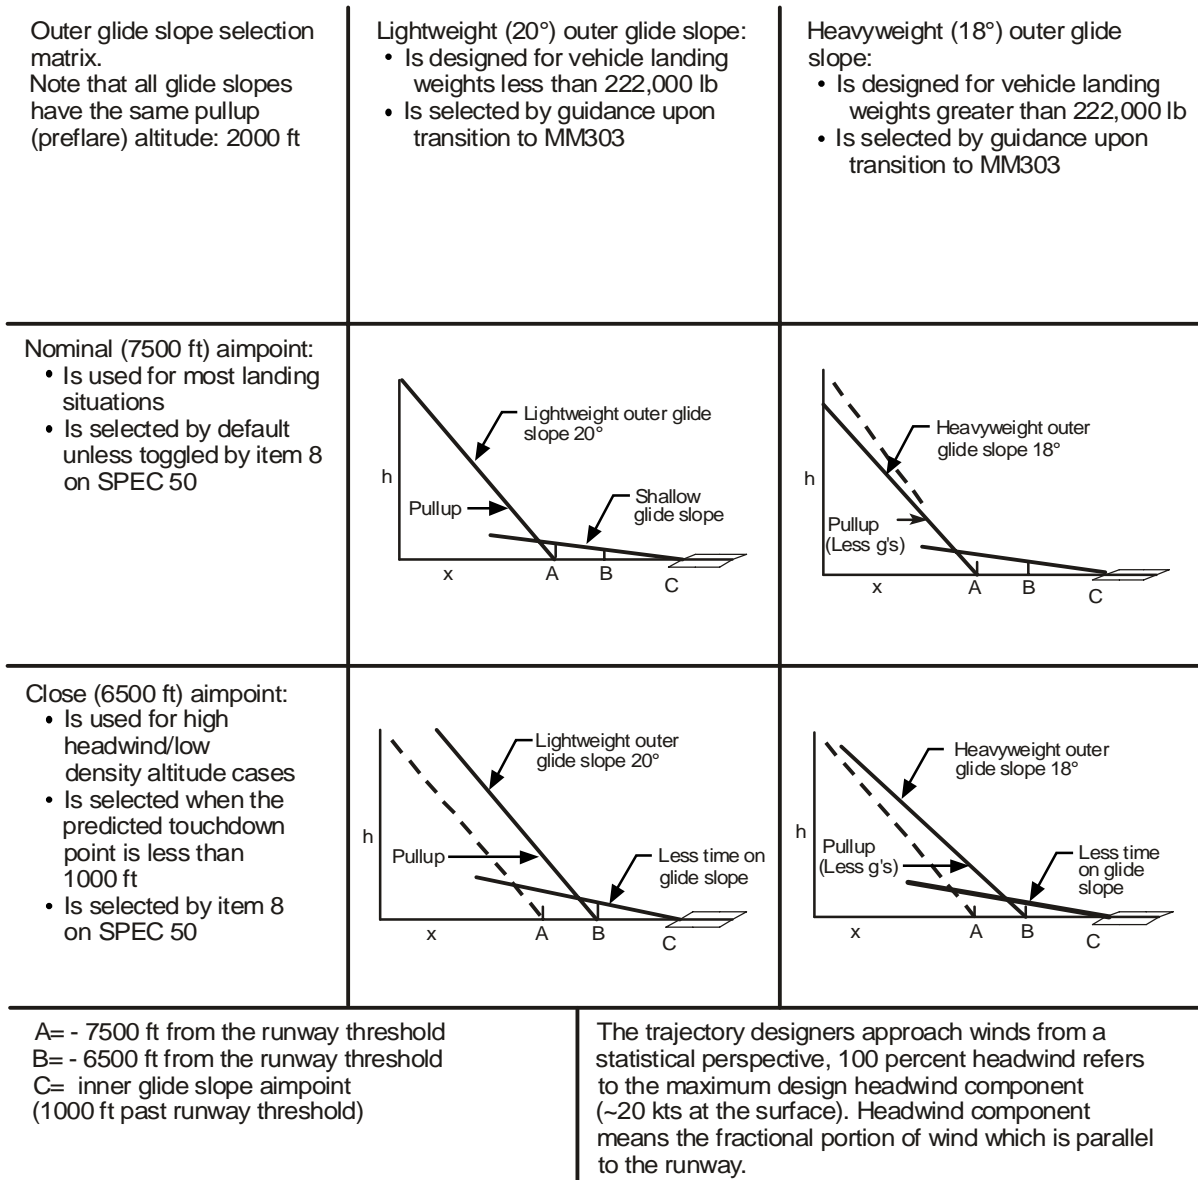 Outer glide slope selection
matrix.
Note that all glide slopes
have the same pullup
(preflare) altitude: 2000 ft
Lightweight (20°) outer glide slope:
• Is designed for vehicle landing
weights less than 222,000 lb
• Is selected by guidance upon
transition to MM303
Heavyweight (18°) outer glide
slope:
• Is designed for vehicle landing
weights greater than 222,000 lb
• Is selected by guidance upon
transition to MM303
Nominal (7500 ft) aimpoint:
• Is used for most landing
situations
• Is selected by default
unless toggled by item 8
on SPEC 50
Lightweight outer glide
slope 20°
h
Pullup
Shallow
glide slope
x
A
B
C
Heavyweight outer
glide slope 18°
h
Pullup
(Less g's)
x
A
B
C
Close (6500 ft) aimpoint:
• Is used for high
headwind/low
density altitude cases
• Is selected when the
predicted touchdown
point is less than
1000 ft
• Is selected by item 8
on SPEC 50
Lightweight outer
glide slope 20°
h
Pullup
Less time on
glide slope
x
A
B
C
Heavyweight outer
glide slope 18°
h
Pullup
(Less g's)
Less time
on glide
slope
x
A
B
C
A= - 7500 ft from the runway threshold
B= - 6500 ft from the runway threshold
C= inner glide slope aimpoint
(1000 ft past runway threshold)
The trajectory designers approach winds from a
statistical perspective, 100 percent headwind refers
to the maximum design headwind component
(~20 kts at the surface). Headwind component
means the fractional portion of wind which is parallel
to the runway.